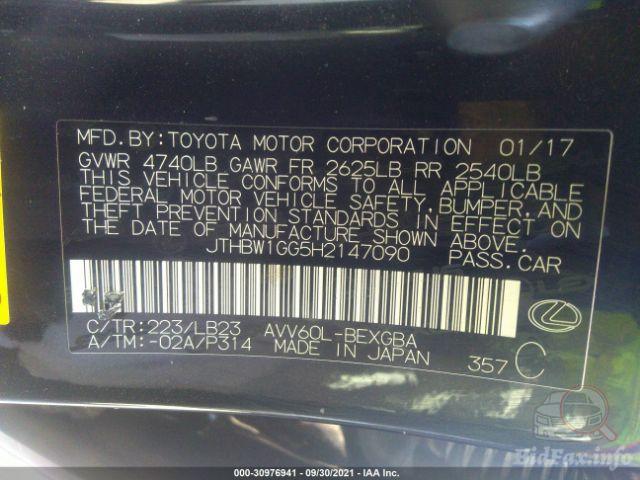 MFD.BY:TOYOTA MOTOR CORPORATION 01/17
GVWR 4740LB GAWR FR 2625LB RR 2540LB
THIS VEHICLE CONFORMS TO ALL APPLICABLE
FEDERAL MOTOR VEHICLE SAFETY, BUMPER, AND
THEFT PREVENTION STANDARDS IN EFFECT ON
THE DATE OF MANUFACTURE SHOWN ABOVE.
JTHBW1GG5H2147090 PASS.CAR
C/TR:223/LB23 AVV60L-BEXGBA
A/TM:-02A/P314 MADE IN JAPAN 357 C
BidFax.info
000-30976941 - 09/30/2021 - IAA Inc.